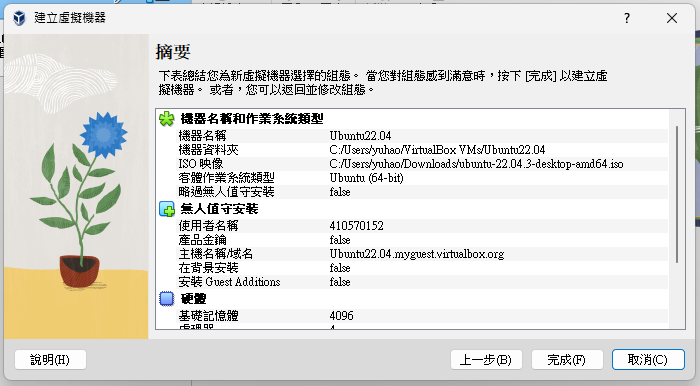 建立虛擬機器
?
摘要
下表總結您為新虛擬機器選擇的組態。 當您對組態感到滿意時，按下 [完成] 以建立虛
擬機器。 或者，您可以返回並修改組態。
機器名稱和作業系統類型
機器名稱 Ubuntu22.04
機器資料夾 C:/Users/yuhao/VirtualBox VMs/Ubuntu22.04
ISO 映像 C:/Users/yuhao/Downloads/ubuntu-22.04.3-desktop-amd64.iso
客體作業系統類型 Ubuntu (64-bit)
略過無人值守安裝 false
無人值守安裝
使用者名稱 410570152
產品金鑰 false
主機名稱/域名 Ubuntu22.04.myguest.virtualbox.org
在背景安裝 false
安裝 Guest Additions false
硬體
基礎記憶體 4096
處理器 4
說明(H) 上一步(B) 完成(F) 取消(C)